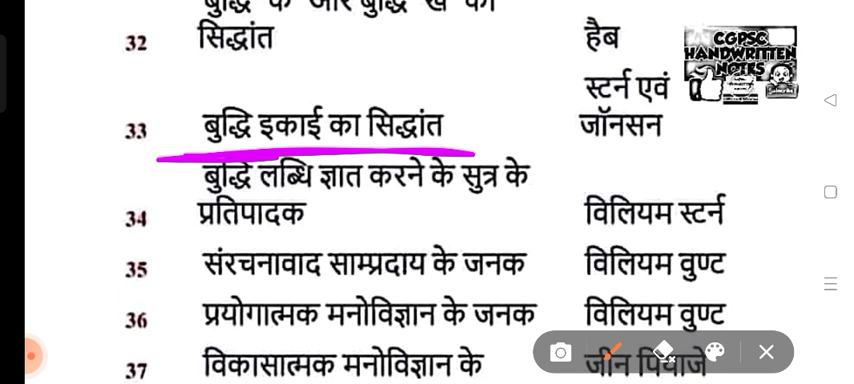 बुद्धि "क" और बुद्धि "ख" का
32 सिद्धांत हैब
स्टर्न एवं
33 बुद्धि इकाई का सिद्धांत जॉनसन
बुद्धि लब्धि ज्ञात करने के सुत्र के
34 प्रतिपादक विलियम स्टर्न
35 संरचनावाद साम्प्रदाय के जनक विलियम वुण्ट
36 प्रयोगात्मक मनोविज्ञान के जनक विलियम वुण्ट
37 विकासात्मक मनोविज्ञान के जीन पियाजे
CGPSC
HANDWRITTEN
NOTES